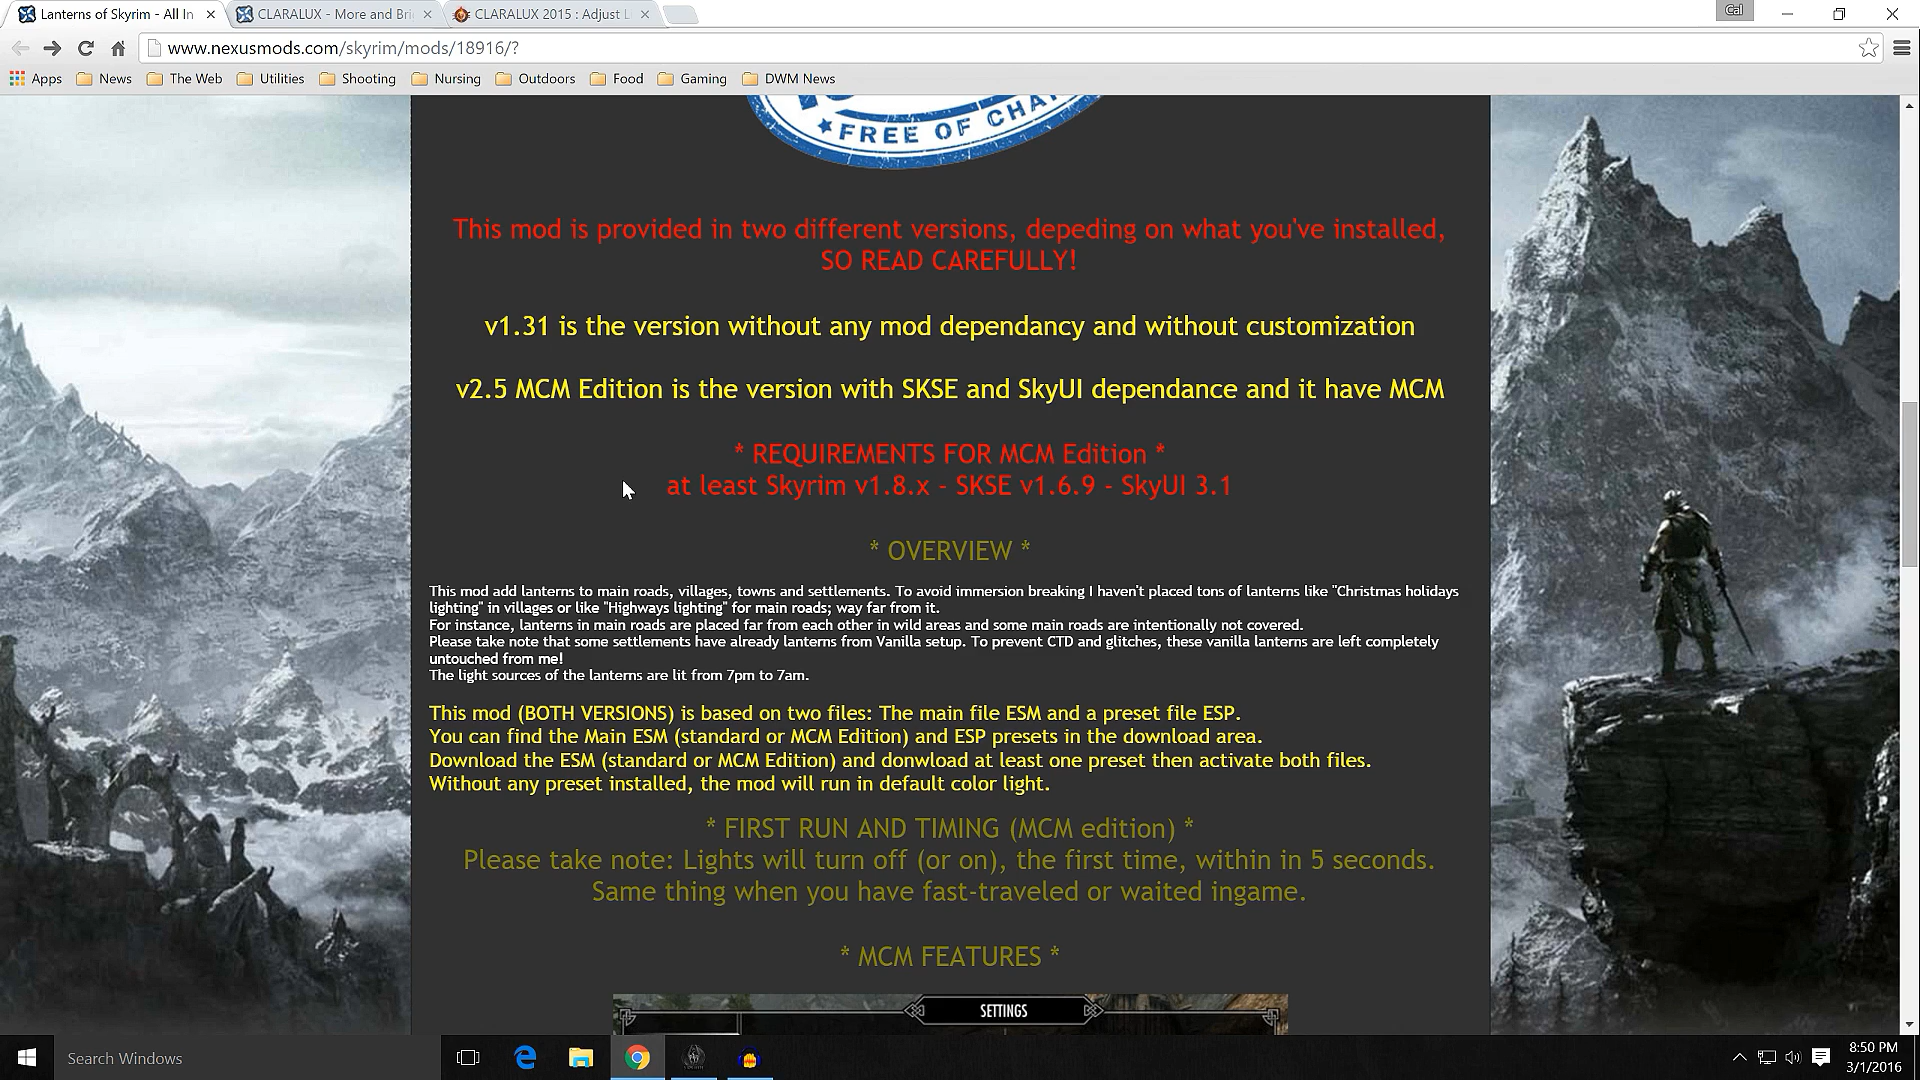 Lanterns of Skyrim - All In
CLARALUX - More and Bri
CLARALUX 2015 : Adjust L
Cal
www.nexusmods.com/skyrim/mods/18916/?
Apps
News
The Web
Utilities
Shooting
Nursing
Outdoors
Food
Gaming
DWM News
FREE OF CHA
This mod is provided in two different versions, depeding on what you've installed,
SO READ CAREFULLY!
v1.31 is the version without any mod dependancy and without customization
v2.5 MCM Edition is the version with SKSE and SkyUI dependance and it have MCM
* REQUIREMENTS FOR MCM Edition *
at least Skyrim v1.8.x - SKSE v1.6.9 - SkyUI 3.1
* OVERVIEW *
This mod add lanterns to main roads, villages, towns and settlements. To avoid immersion breaking I haven't placed tons of lanterns like "Christmas holidays
lighting" in villages or like "Highways lighting" for main roads; way far from it.
For instance, lanterns in main roads are placed far from each other in wild areas and some main roads are intentionally not covered.
Please take note that some settlements have already lanterns from Vanilla setup. To prevent CTD and glitches, these vanilla lanterns are left completely
untouched from me!
The light sources of the lanterns are lit from 7pm to 7am.
This mod (BOTH VERSIONS) is based on two files: The main file ESM and a preset file ESP.
You can find the Main ESM (standard or MCM Edition) and ESP presets in the download area.
Download the ESM (standard or MCM Edition) and donwload at least one preset then activate both files.
Without any preset installed, the mod will run in default color light.
* FIRST RUN AND TIMING (MCM edition) *
Please take note: Lights will turn off (or on), the first time, within in 5 seconds.
Same thing when you have fast-traveled or waited ingame.
* MCM FEATURES *
SETTINGS
Search Windows
8:50 PM
3/1/2016